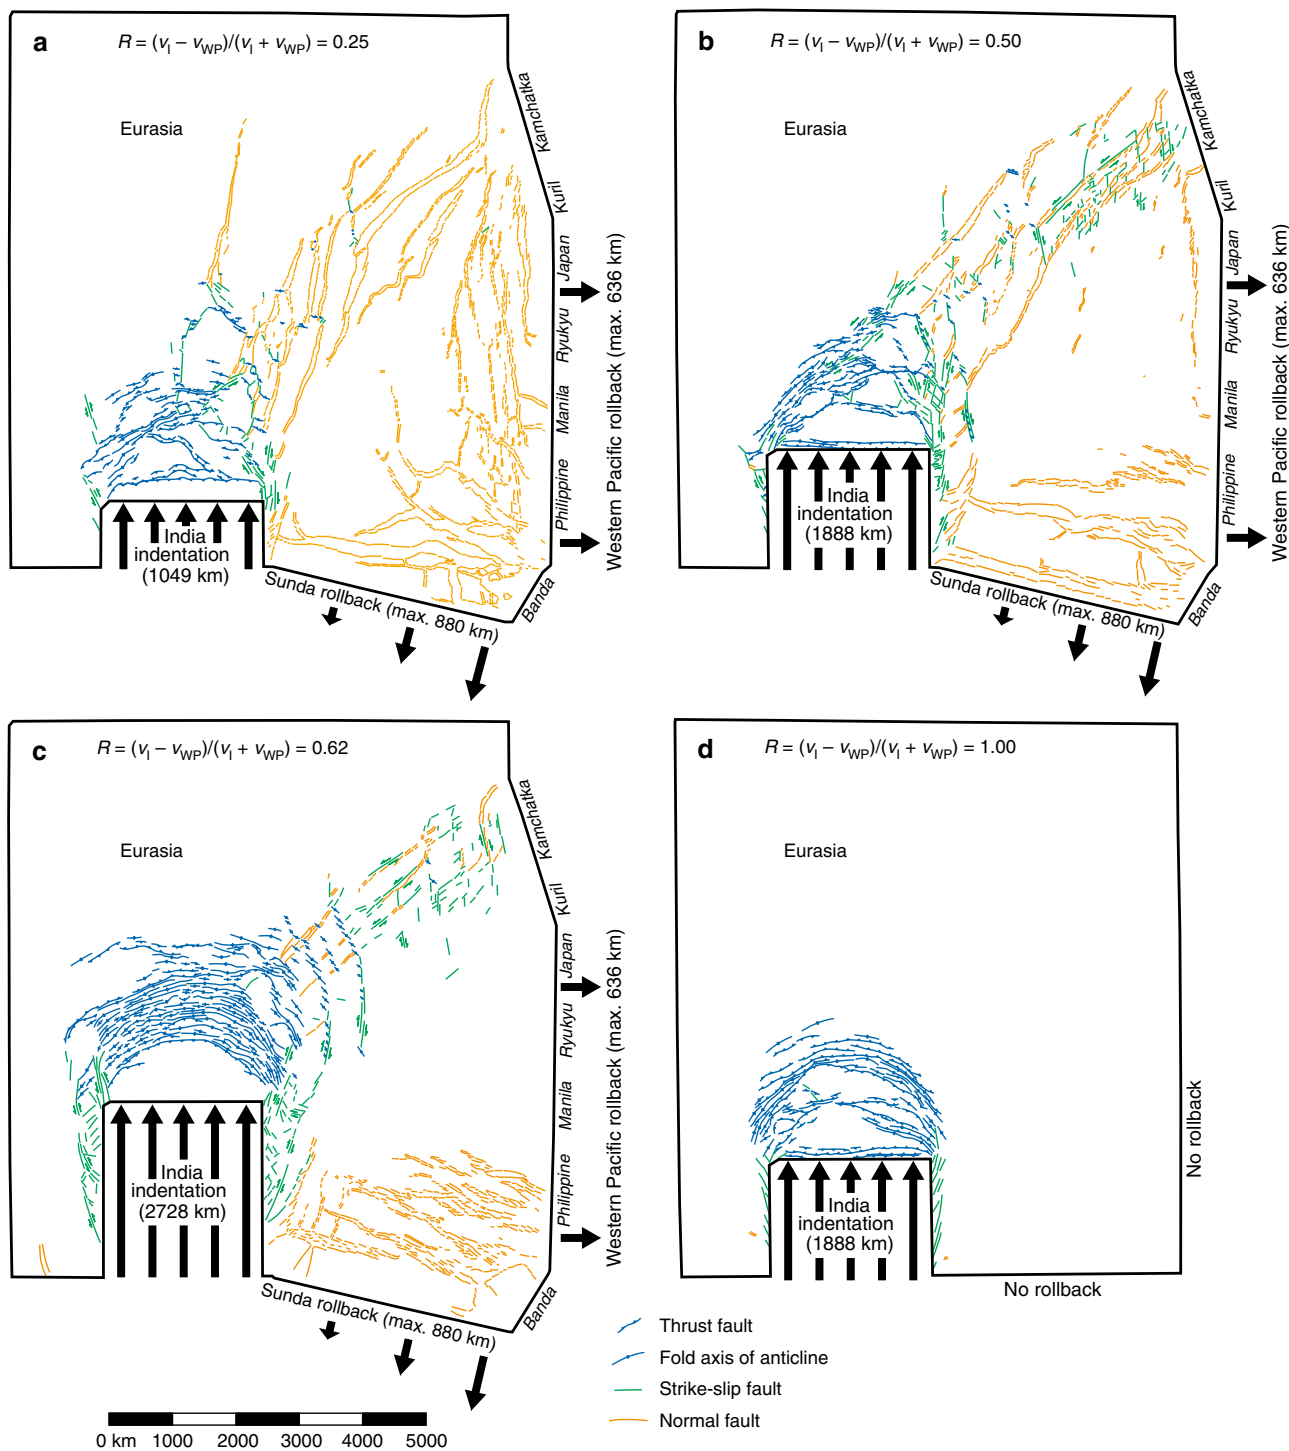 a
R = (vI − vWP)/(vI + vWP) = 0.25
Eurasia
Kamchatka
Kuril
Japan
Ryukyu
Manila
Philippine
Banda
Western Pacific rollback (max. 636 km)
India
indentation
(1049 km)
Sunda rollback (max. 880 km)
b
R = (vI − vWP)/(vI + vWP) = 0.50
Eurasia
Kamchatka
Kuril
Japan
Ryukyu
Manila
Philippine
Banda
Western Pacific rollback (max. 636 km)
India
indentation
(1888 km)
Sunda rollback (max. 880 km)
c
R = (vI − vWP)/(vI + vWP) = 0.62
Eurasia
Kamchatka
Kuril
Japan
Ryukyu
Manila
Philippine
Banda
Western Pacific rollback (max. 636 km)
India
indentation
(2728 km)
Sunda rollback (max. 880 km)
d
R = (vI − vWP)/(vI + vWP) = 1.00
Eurasia
No rollback
India
indentation
(1888 km)
No rollback
Thrust fault
Fold axis of anticline
Strike-slip fault
Normal fault
0 km 1000 2000 3000 4000 5000